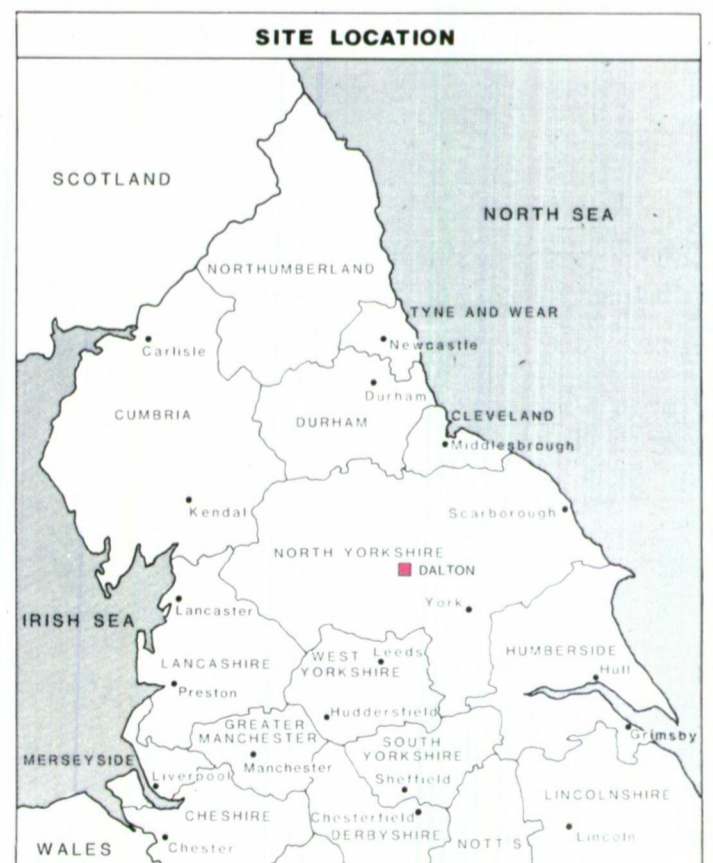 SITE LOCATION
SCOTLAND
NORTH SEA
NORTHUMBERLAND
TYNE AND WEAR
Newcastle
Carlisle
Durham
CUMBRIA
DURHAM
CLEVELAND
Middlesbrough
Kendal
Scarborough
NORTH YORKSHIRE
DALTON
York
Lancaster
IRISH SEA
LANCASHIRE
WEST
YORKSHIRE
Leeds
HUMBERSIDE
Hull
Preston
Huddersfield
GREATER
MANCHESTER
SOUTH
YORKSHIRE
Grimsby
MERSEYSIDE
Liverpool
Manchester
Sheffield
LINCOLNSHIRE
CHESHIRE
Chesterfield
DERBYSHIRE
NOTT'S
Lincoln
WALES
Chester